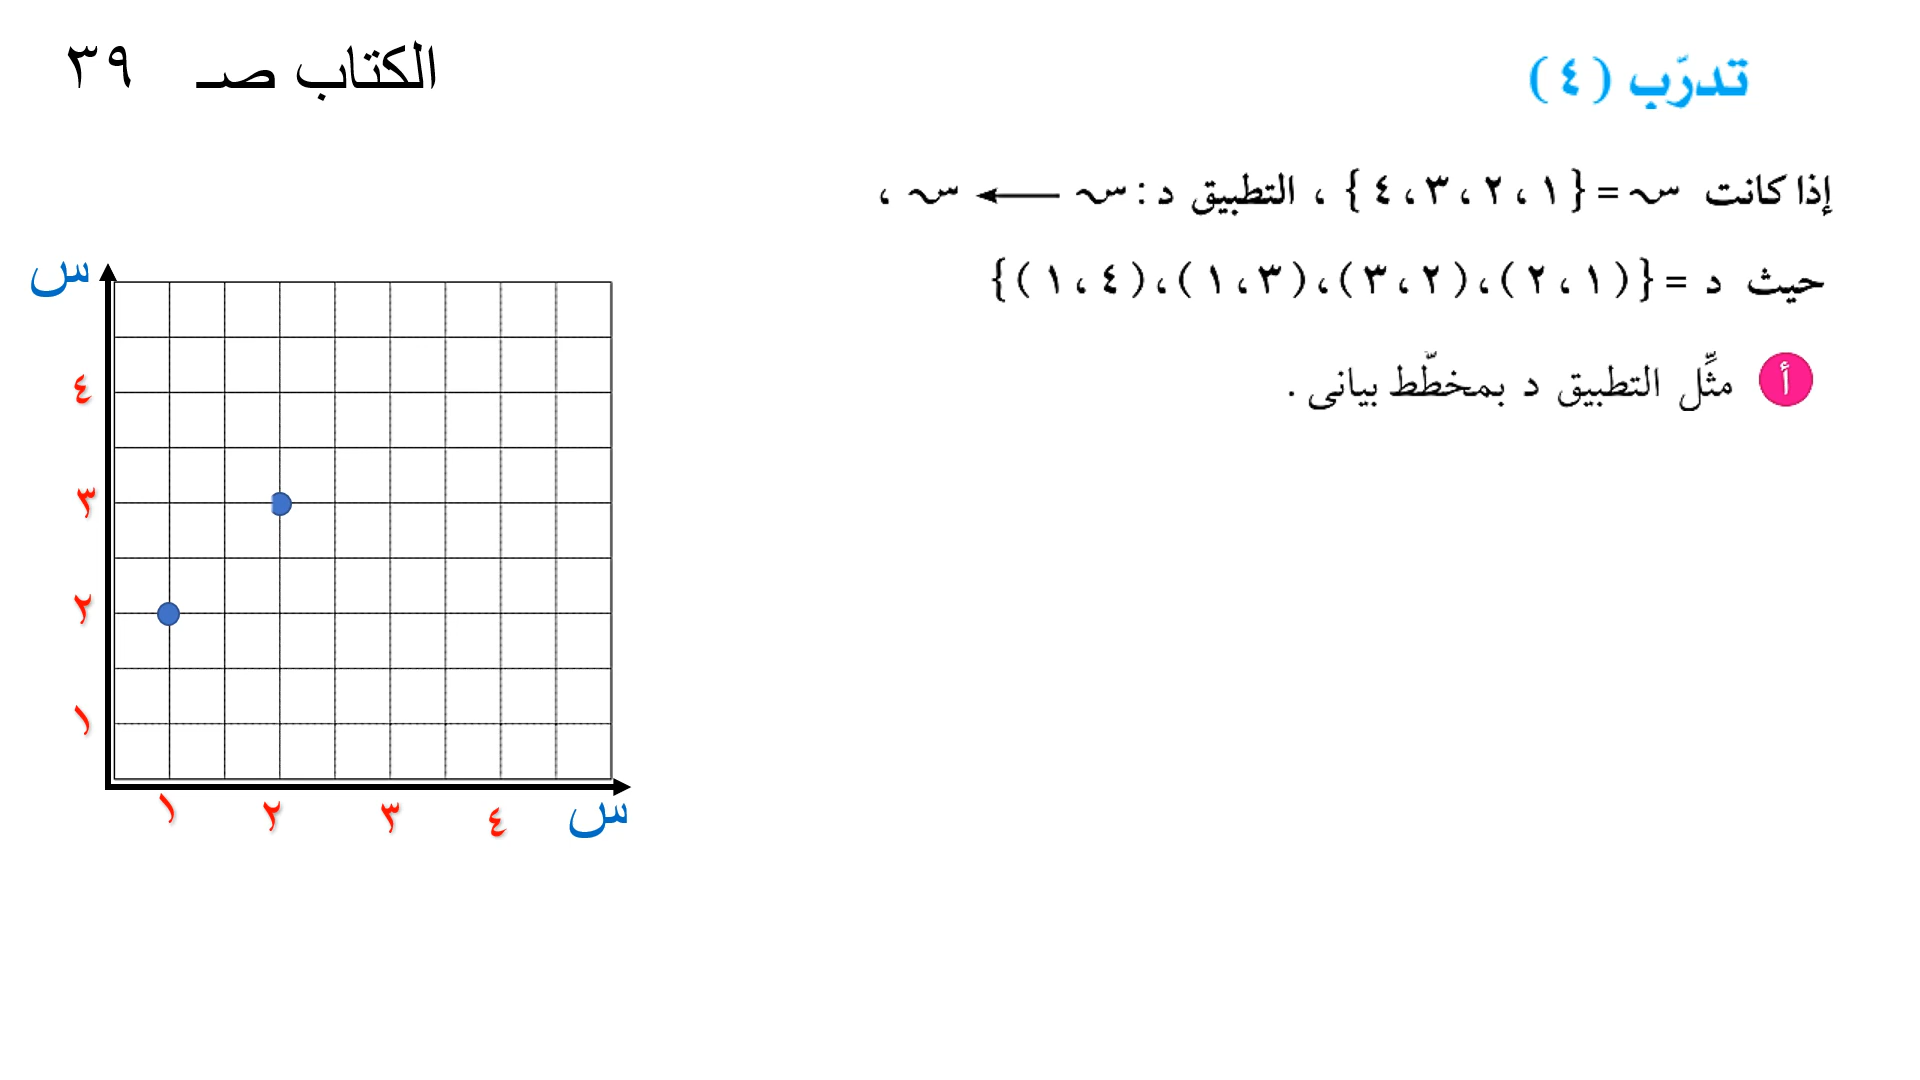 الكتاب صـ ٣٩
تدرّب ( ٤ )
إذا كانت س = { ١ ، ٢ ، ٣ ، ٤ } ، التطبيق د : س ← س ،
حيث د = { ( ١ ، ٢ ) ، ( ٢ ، ٣ ) ، ( ٣ ، ١ ) ، ( ٤ ، ١ ) }
أ مثِّل التطبيق د بمخطّط بيانى .
س
٤
٣
٢
١
١ ٢ ٣ ٤ س